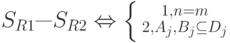 S_{R1}—S_{R2} ⇔ { 1,n=m
2,A_j,B_j⊆D_j